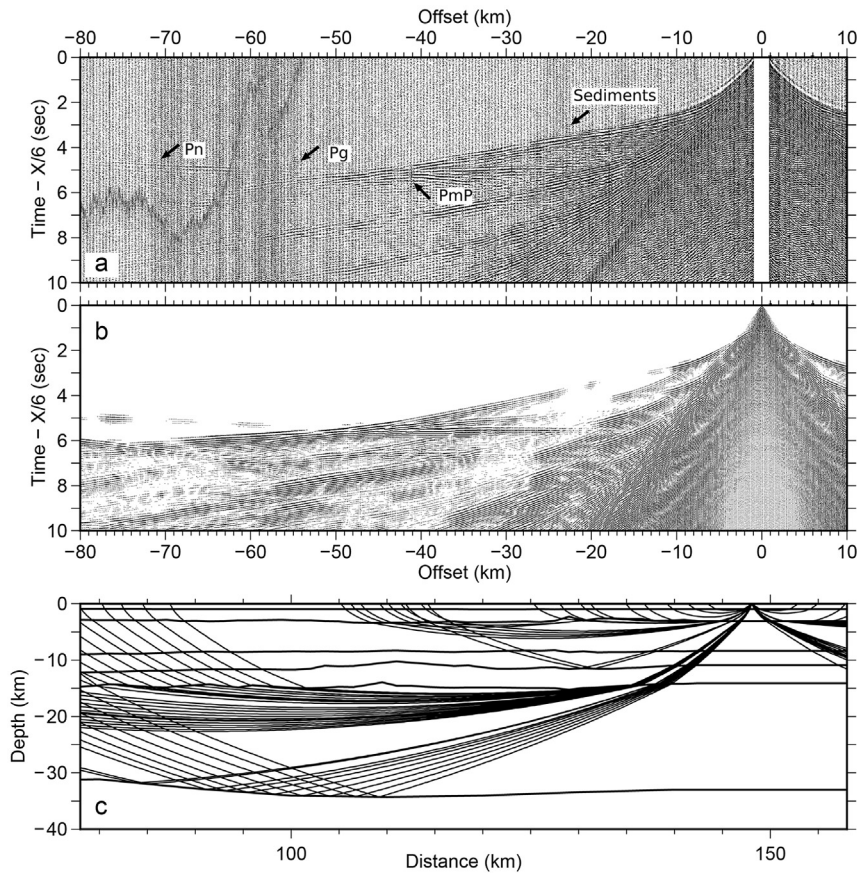 Offset (km)
−80 −70 −60 −50 −40 −30 −20 −10 0 10
0
2
4
6
8
10
Time − X/6 (sec)
Sediments
Pn
Pg
PmP
a
0
2
4
6
8
10
Time − X/6 (sec)
b
−80 −70 −60 −50 −40 −30 −20 −10 0 10
Offset (km)
0
−10
−20
−30
−40
Depth (km)
c
100 150
Distance (km)